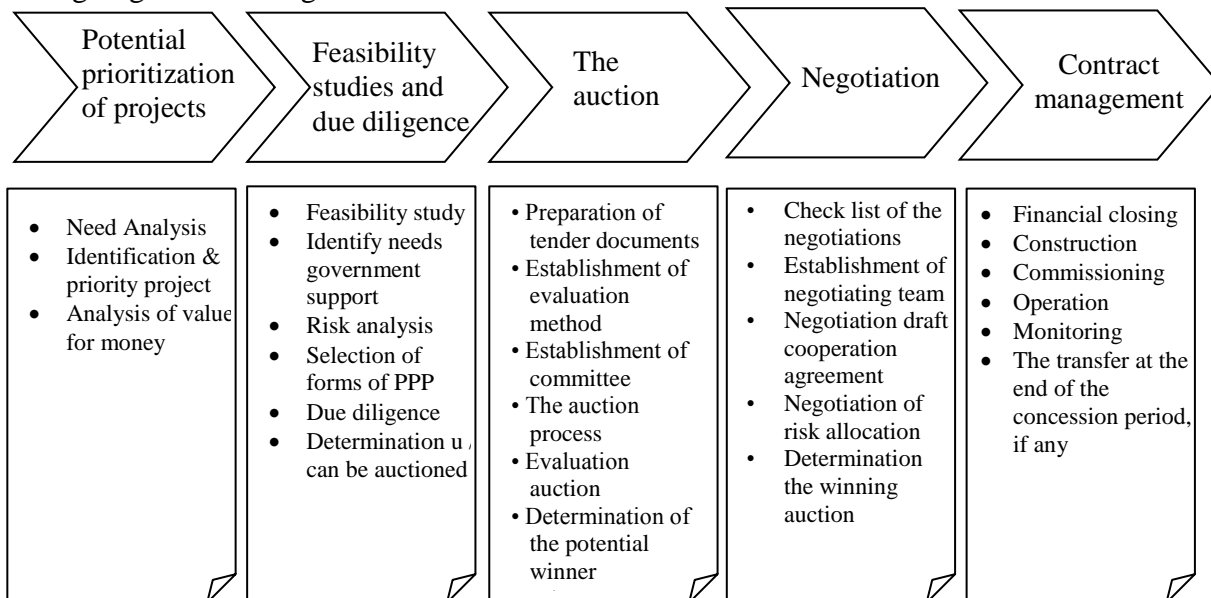 Potential
prioritization
of projects
Feasibility
studies and
due diligence
The
auction
Negotiation
Contract
management
• Need Analysis
• Identification &
priority project
• Analysis of value
for money
• Feasibility study
• Identify needs
government
support
• Risk analysis
• Selection of
forms of PPP
• Due diligence
• Determination u
can be auctioned
• Preparation of
tender documents
• Establishment of
evaluation
method
• Establishment of
committee
• The auction
process
• Evaluation
auction
• Determination of
the potential
winner
• Check list of the
negotiations
• Establishment of
negotiating team
• Negotiation draft
cooperation
agreement
• Negotiation of
risk allocation
• Determination
the winning
auction
• Financial closing
• Construction
• Commissioning
• Operation
• Monitoring
• The transfer at the
end of the
concession period,
if any